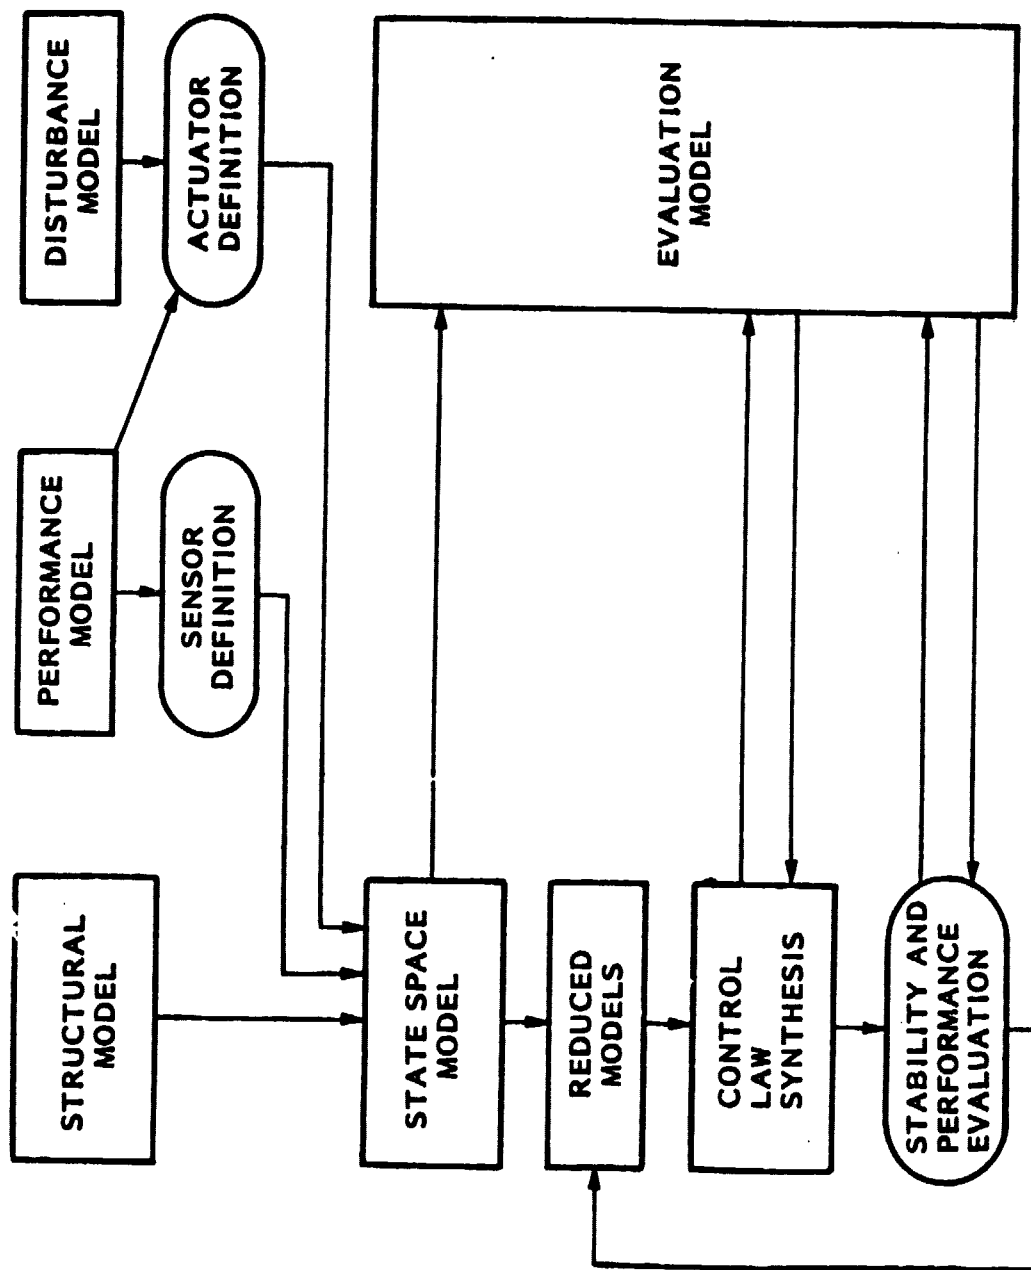 STRUCTURAL
MODEL
PERFORMANCE
MODEL
DISTURBANCE
MODEL
SENSOR
DEFINITION
ACTUATOR
DEFINITION
STATE SPACE
MODEL
REDUCED
MODELS
CONTROL
LAW
SYNTHESIS
STABILITY AND
PERFORMANCE
EVALUATION
EVALUATION
MODEL